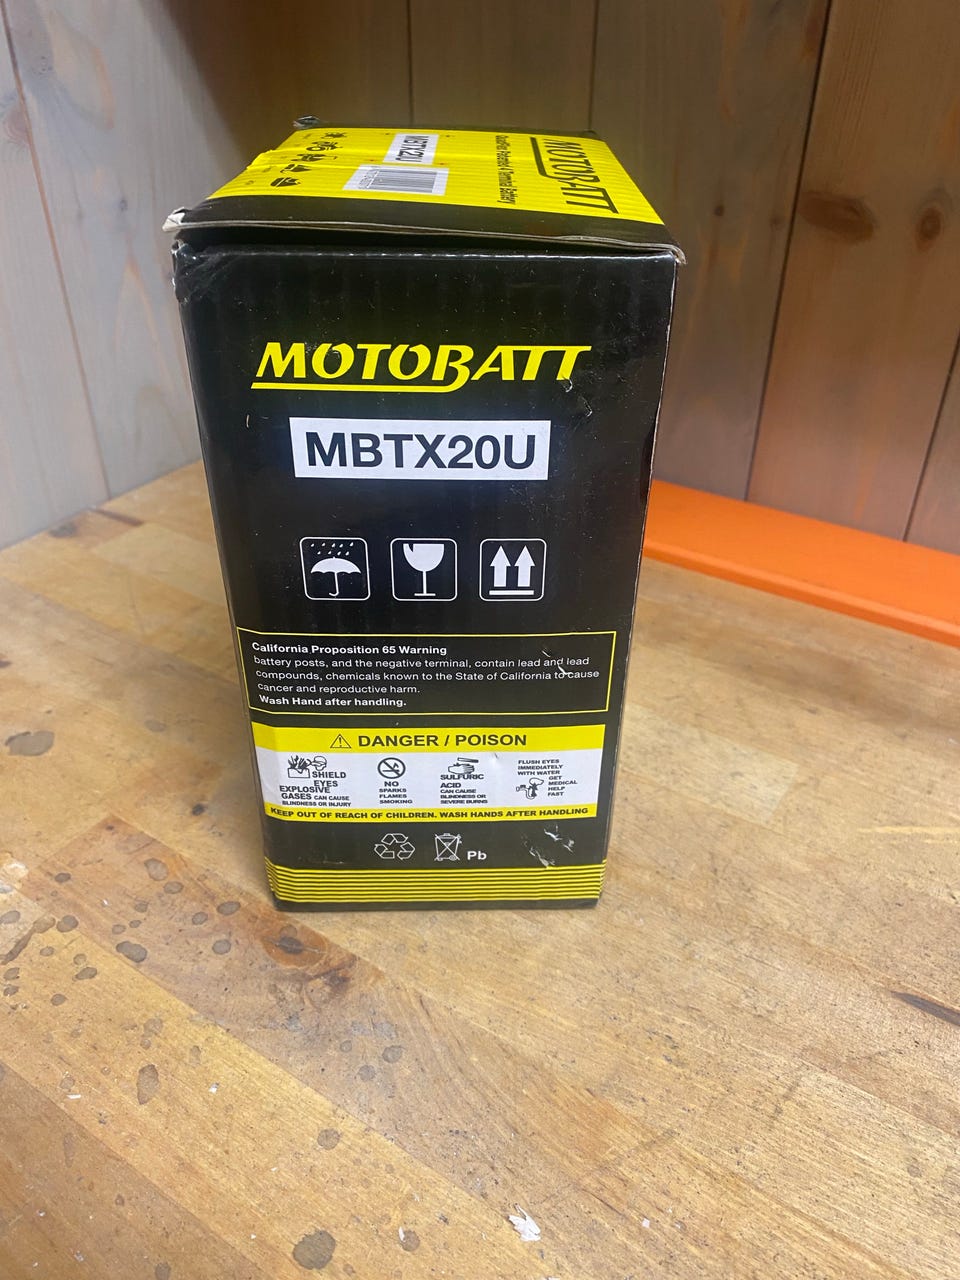 MOTOBATT
MBTX20U
MOTOBATT
MBTX20U
California Proposition 65 Warning
battery posts, and the negative terminal, contain lead and lead
compounds, chemicals known to the State of California to cause
cancer and reproductive harm.
Wash Hand after handling.
DANGER / POISON
SHIELD
EYES
EXPLOSIVE
GASES CAN CAUSE
BLINDNESS OR INJURY
NO
SPARKS
FLAMES
SMOKING
SULFURIC
ACID
CAN CAUSE
BLINDNESS OR
SEVERE BURNS
FLUSH EYES
IMMEDIATELY
WITH WATER
GET
MEDICAL
HELP
FAST
KEEP OUT OF REACH OF CHILDREN. WASH HANDS AFTER HANDLING
Pb